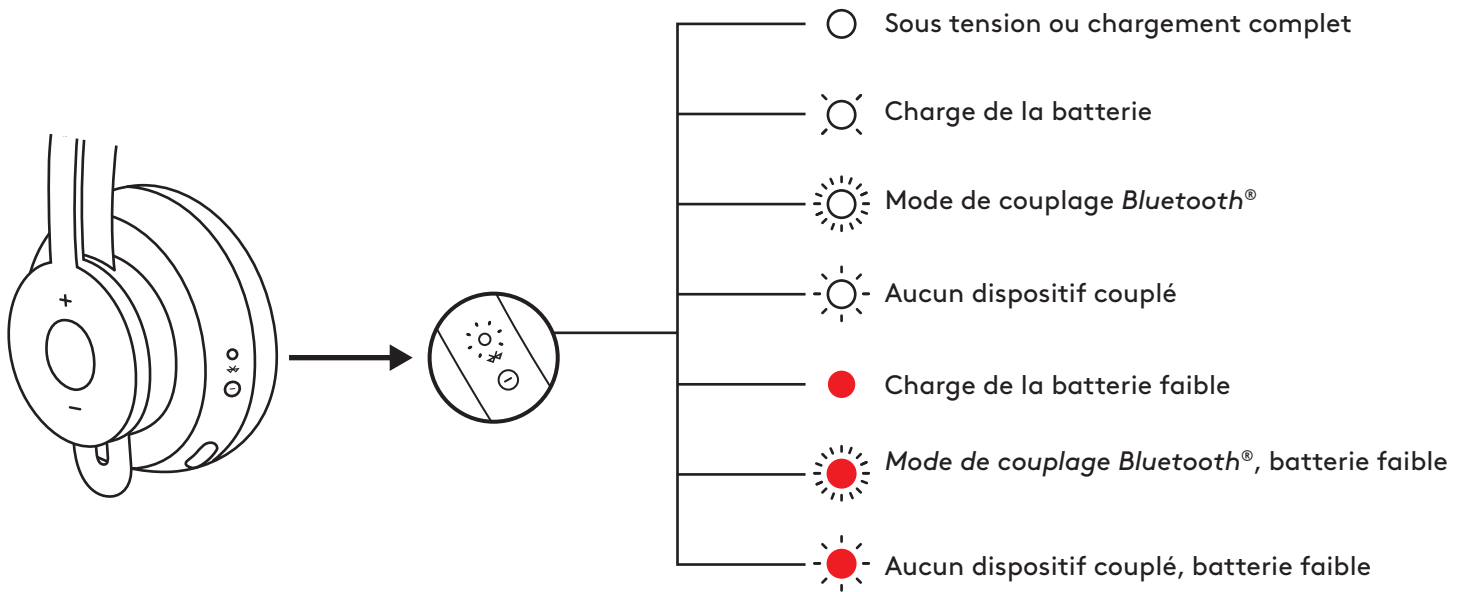 Sous tension ou chargement complet
Charge de la batterie
Mode de couplage Bluetooth®
Aucun dispositif couplé
Charge de la batterie faible
Mode de couplage Bluetooth®, batterie faible
Aucun dispositif couplé, batterie faible